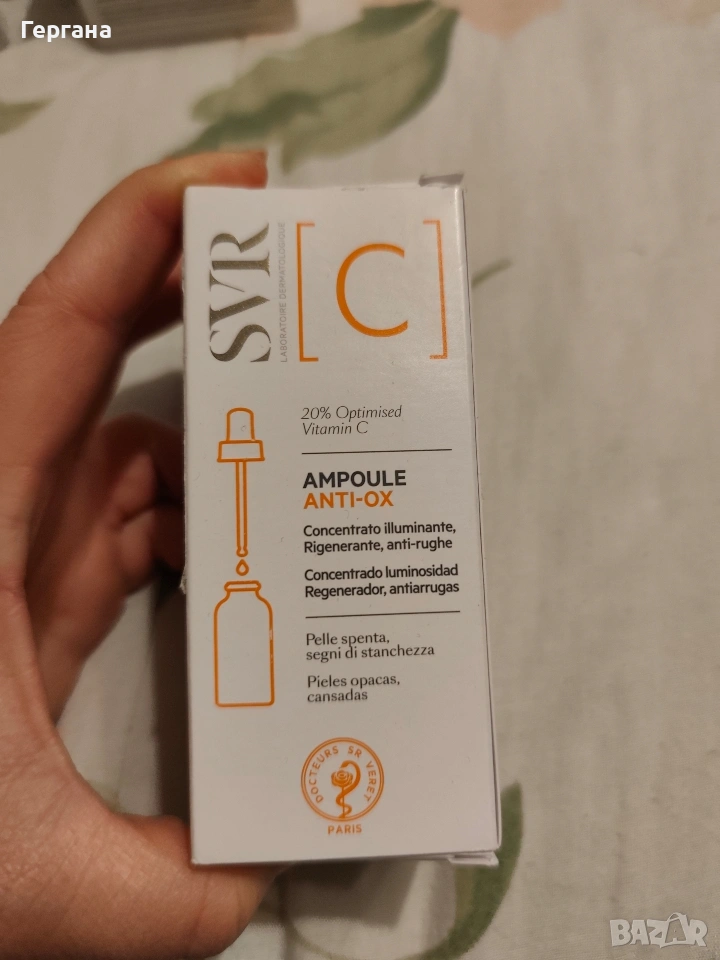 Гергана
SVR
LABORATOIRE DERMATOLOGIQUE
[C]
20% Optimised
Vitamin C
AMPOULE
ANTI-OX
Concentrato illuminante,
Rigenerante, anti-rughe
Concentrado luminosidad
Regenerador, antiarrugas
Pelle spenta,
segni di stanchezza
Pieles opacas,
cansadas
DOCTEURS SR VERET
PARIS
BAZAR